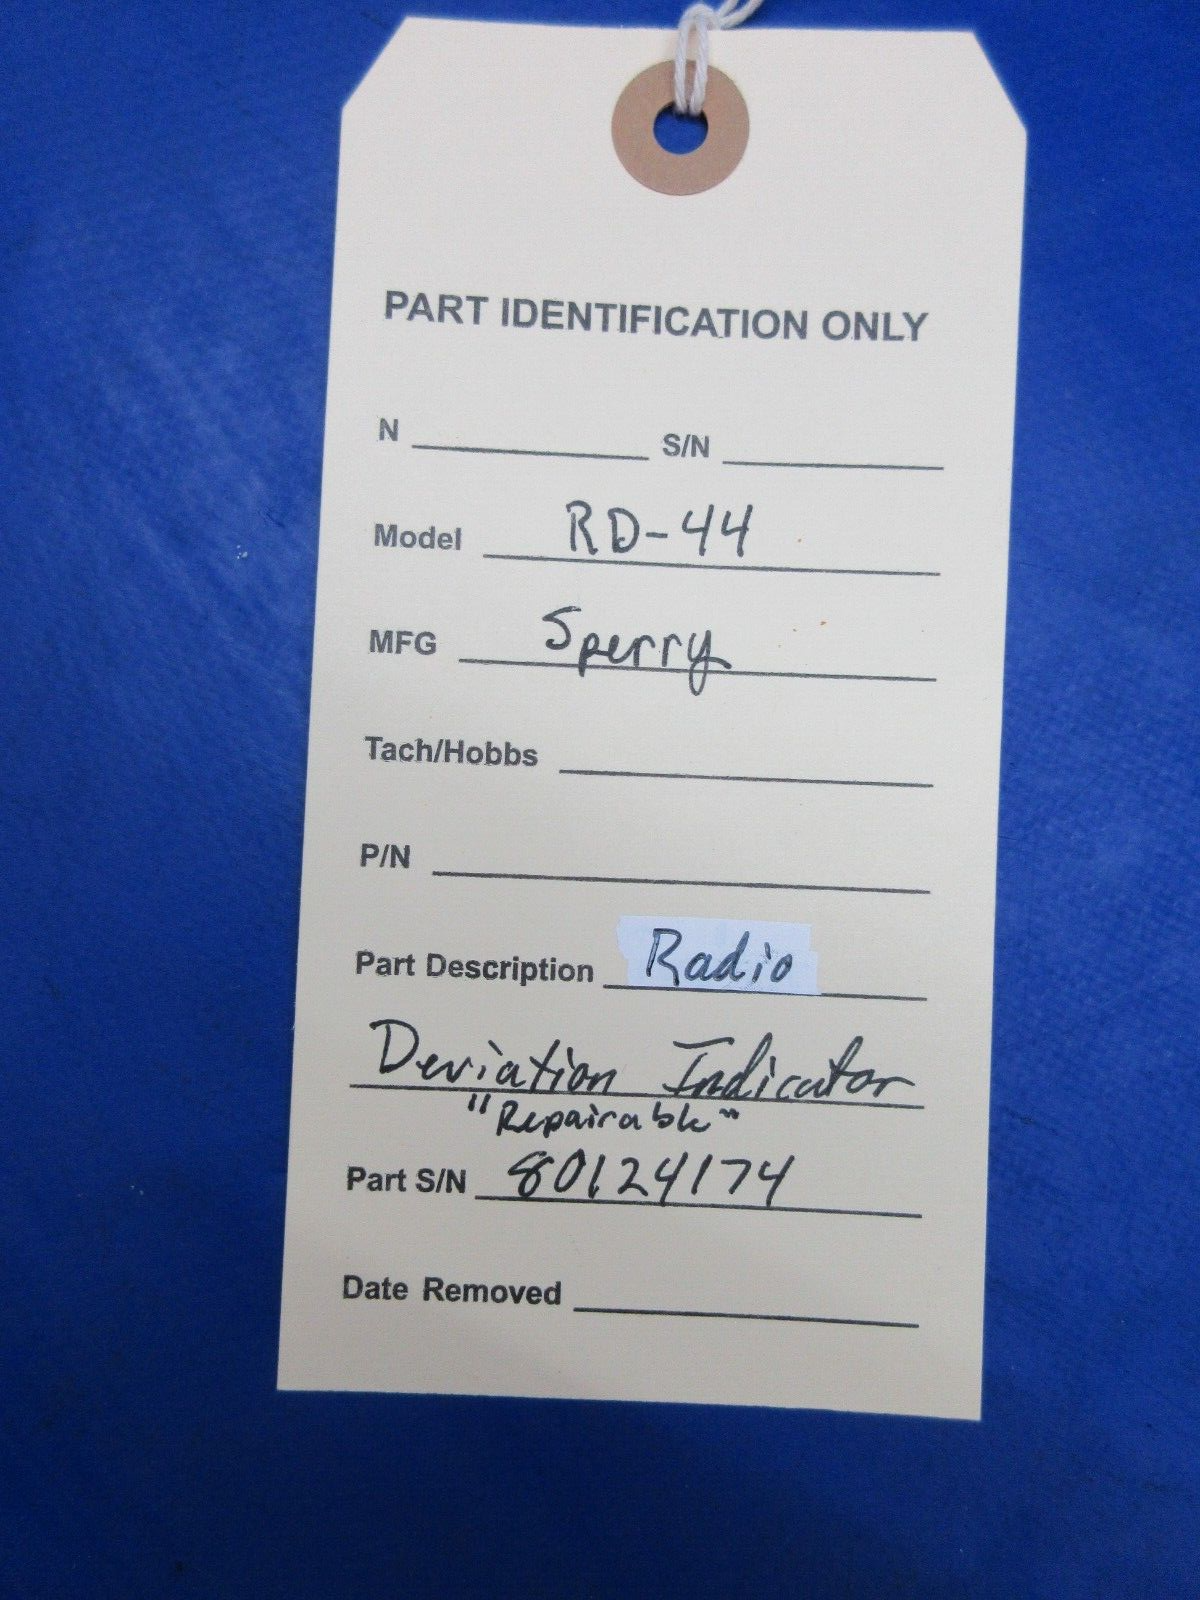 PART IDENTIFICATION ONLY
N S/N
Model RD-44
MFG Sperry
Tach/Hobbs
P/N
Part Description Radio
Deviation Indicator
"Repairable"
Part S/N 80124174
Date Removed